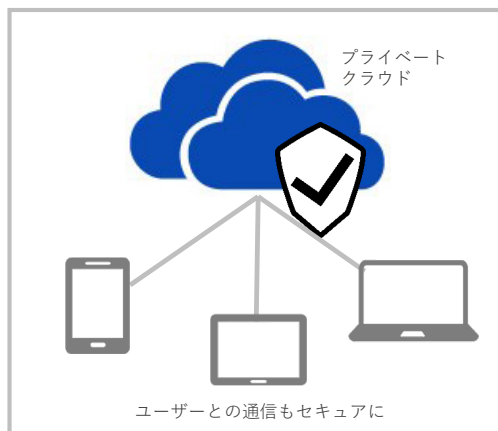 プライベート
クラウド
ユーザーとの通信もセキュアに